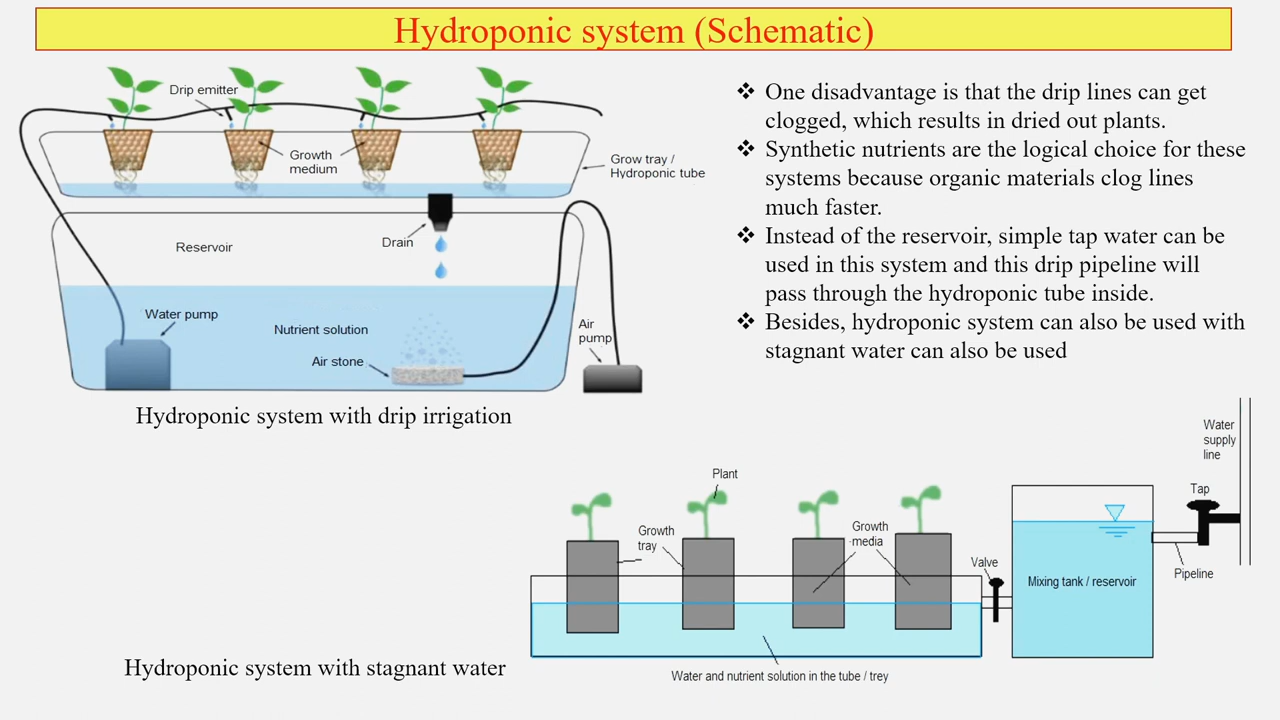 Hydroponic system (Schematic)
Drip emitter
Growth
medium
Grow tray /
Hydroponic tube
Drain
Reservoir
Water pump
Nutrient solution
Air stone
Air
pump
Hydroponic system with drip irrigation
❖ One disadvantage is that the drip lines can get
clogged, which results in dried out plants.
❖ Synthetic nutrients are the logical choice for these
systems because organic materials clog lines
much faster.
❖ Instead of the reservoir, simple tap water can be
used in this system and this drip pipeline will
pass through the hydroponic tube inside.
❖ Besides, hydroponic system can also be used with
stagnant water can also be used
Water
supply
line
Tap
Plant
Growth
tray
Growth
media
Valve
Pipeline
Mixing tank / reservoir
Water and nutrient solution in the tube / trey
Hydroponic system with stagnant water